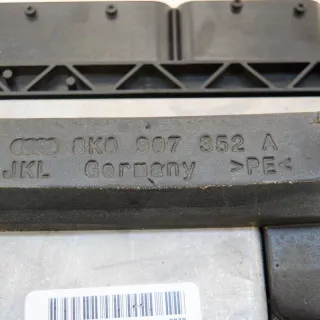 8K0 907 352 A
JKL Germany >PE<